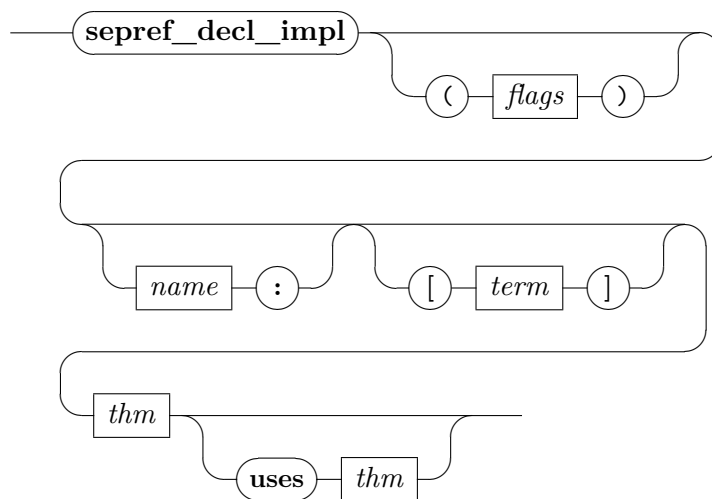 sepref_decl_impl
( flags )
name : [ term ]
thm
uses thm